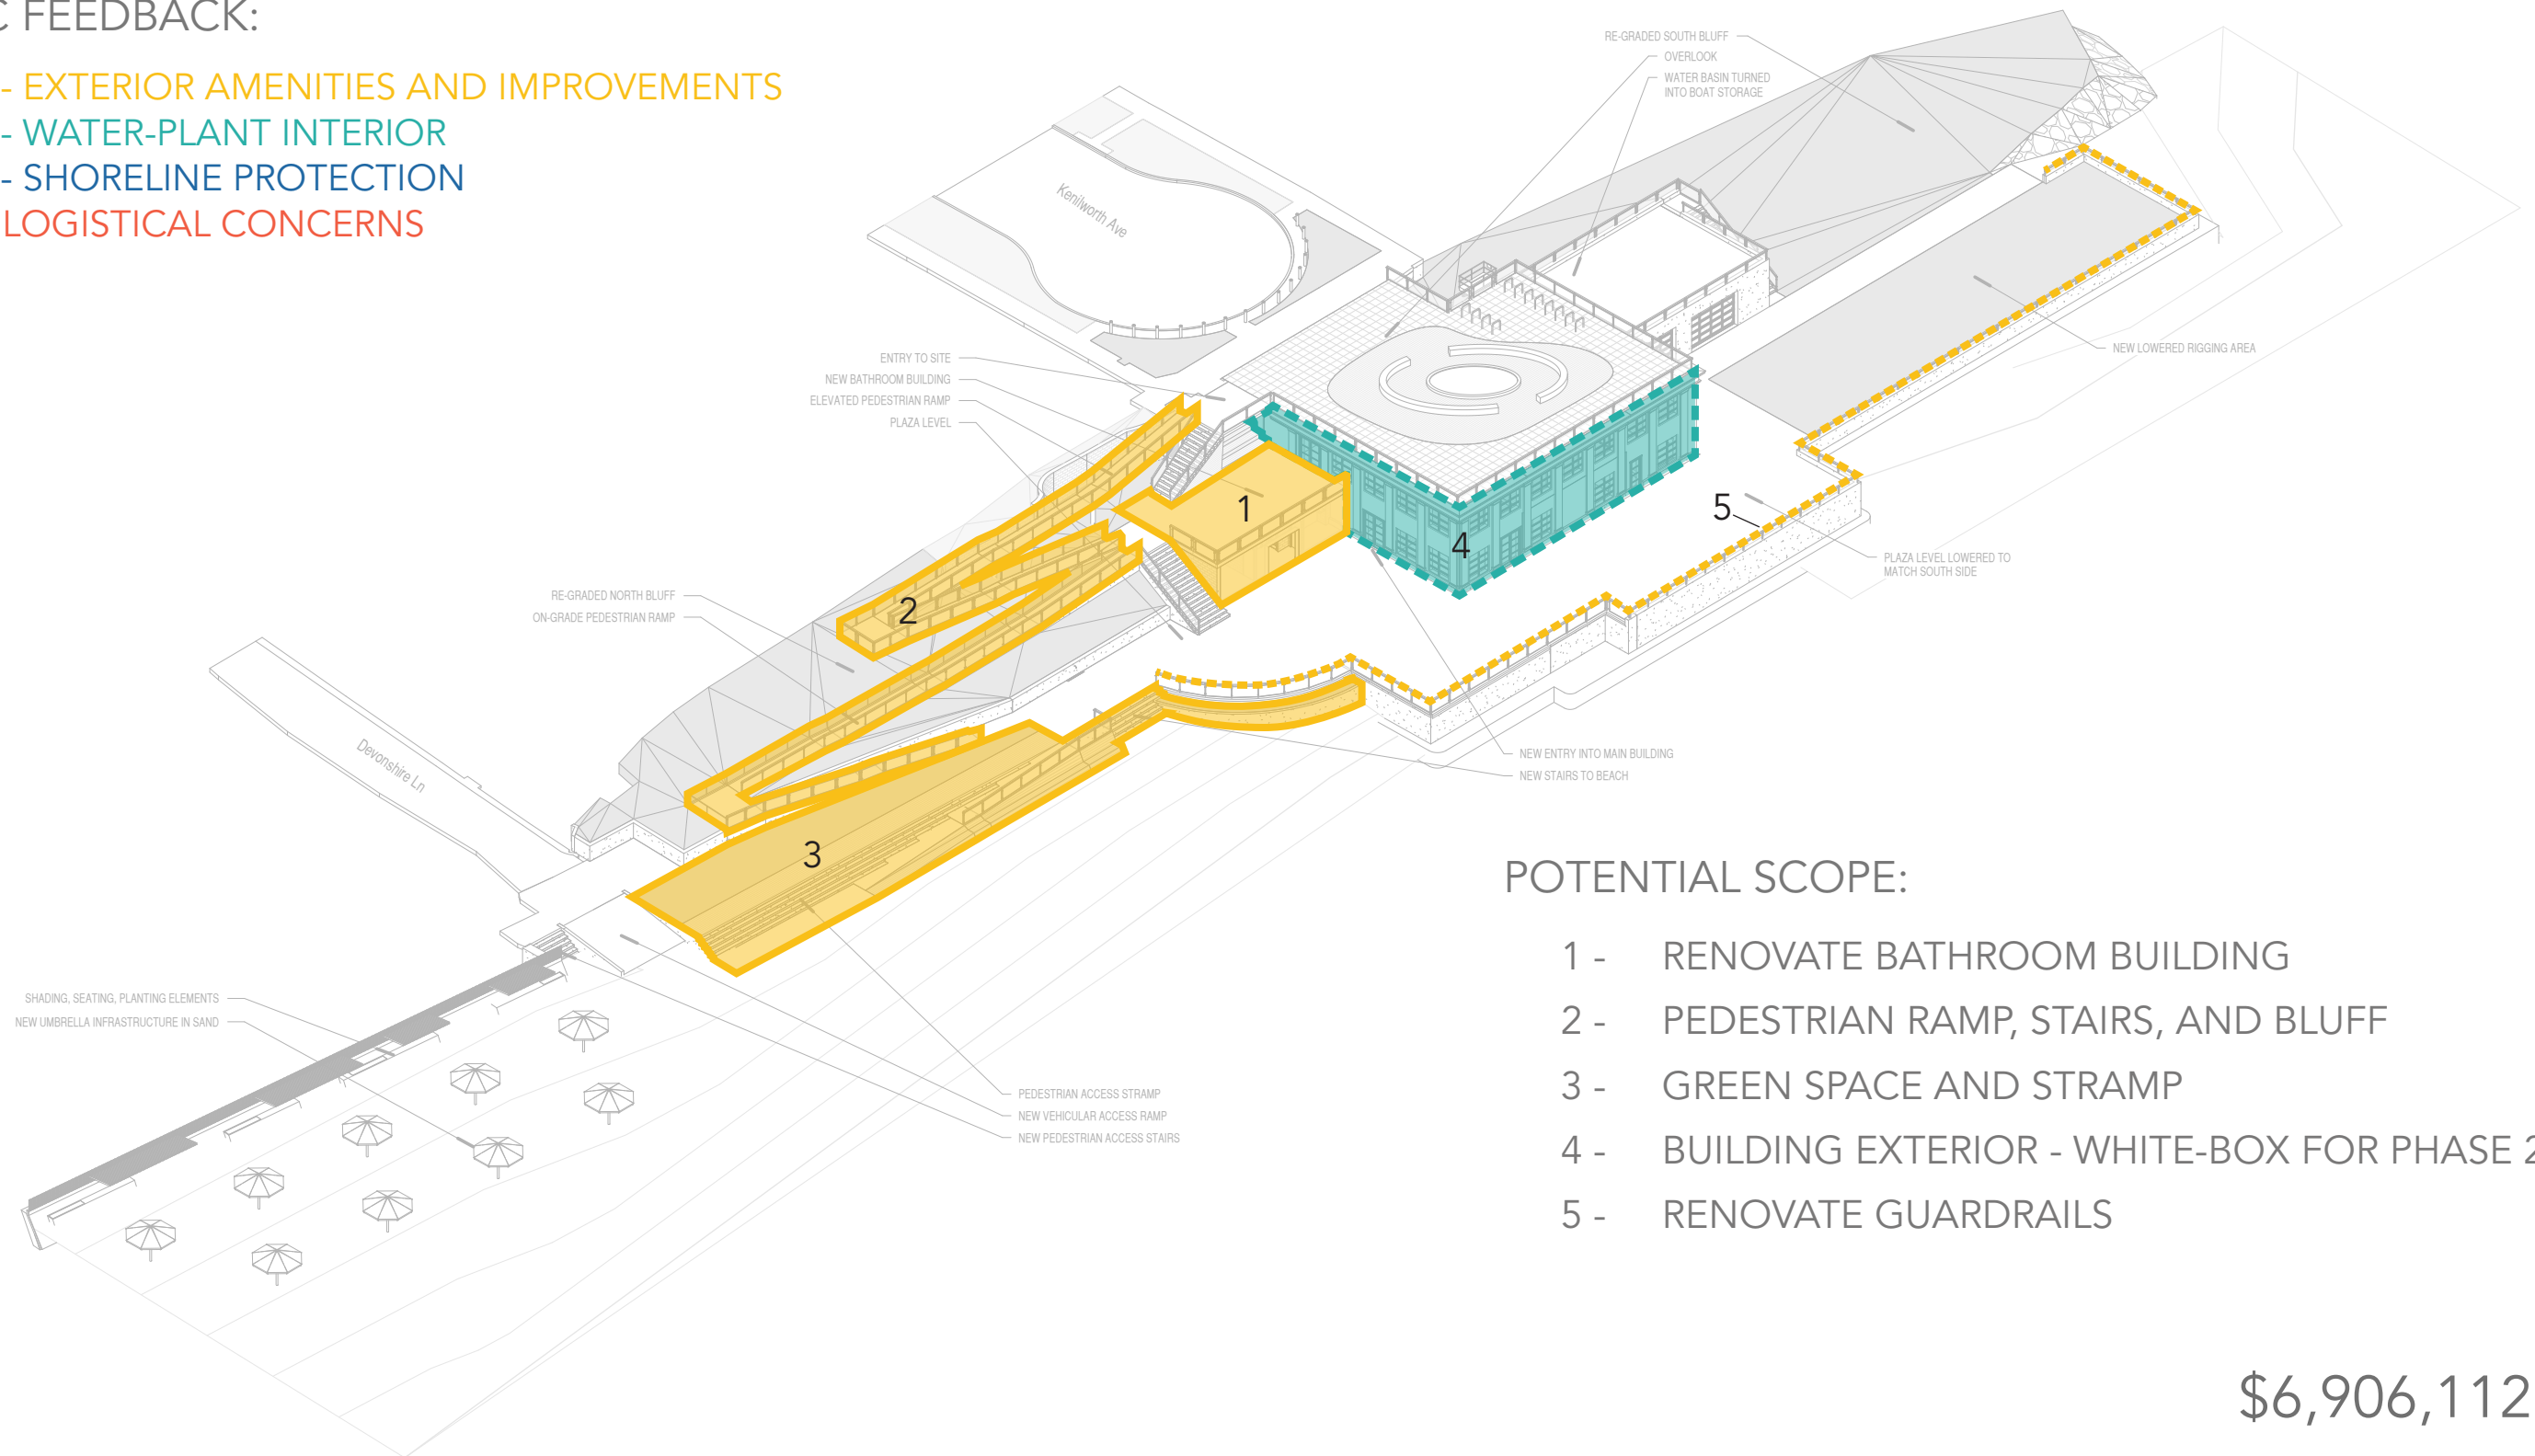 C FEEDBACK:
- EXTERIOR AMENITIES AND IMPROVEMENTS
- WATER-PLANT INTERIOR
- SHORELINE PROTECTION
LOGISTICAL CONCERNS
RE-GRADED SOUTH BLUFF
OVERLOOK
WATER BASIN TURNED
INTO BOAT STORAGE
Kenilworth Ave
NEW LOWERED RIGGING AREA
ENTRY TO SITE
NEW BATHROOM BUILDING
ELEVATED PEDESTRIAN RAMP
PLAZA LEVEL
1
5
4
PLAZA LEVEL LOWERED TO
MATCH SOUTH SIDE
RE-GRADED NORTH BLUFF
ON-GRADE PEDESTRIAN RAMP
2
Devonshire Ln
NEW ENTRY INTO MAIN BUILDING
NEW STAIRS TO BEACH
3
POTENTIAL SCOPE:
1 - RENOVATE BATHROOM BUILDING
2 - PEDESTRIAN RAMP, STAIRS, AND BLUFF
3 - GREEN SPACE AND STRAMP
4 - BUILDING EXTERIOR - WHITE-BOX FOR PHASE 2
5 - RENOVATE GUARDRAILS
SHADING, SEATING, PLANTING ELEMENTS
NEW UMBRELLA INFRASTRUCTURE IN SAND
PEDESTRIAN ACCESS STRAMP
NEW VEHICULAR ACCESS RAMP
NEW PEDESTRIAN ACCESS STAIRS
$6,906,112